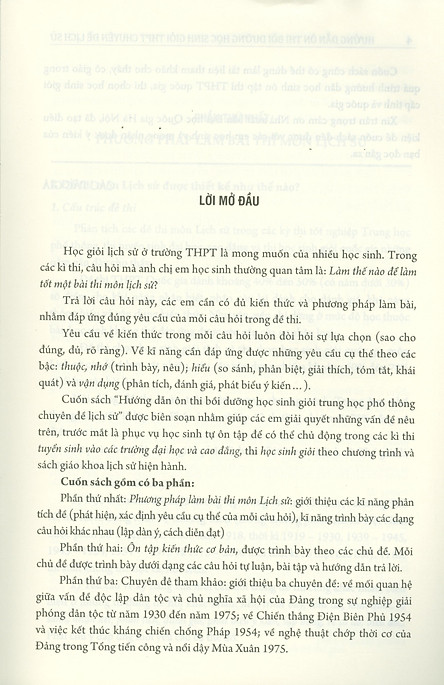 LỜI MỞ ĐẦU
Học giỏi lịch sử ở trường THPT là mong muốn của nhiều học sinh. Trong
các kì thi, câu hỏi mà anh chị em học sinh thường quan tâm là: Làm thế nào để làm
tốt một bài thi môn lịch sử?
Trả lời câu hỏi này, các em cần có đủ kiến thức và phương pháp làm bài,
nhằm đáp ứng đúng yêu cầu của mỗi câu hỏi trong đề thi.
Yêu cầu về kiến thức trong mỗi câu hỏi luôn đòi hỏi sự lựa chọn (sao cho
đúng, đủ, rõ ràng). Về kĩ năng cần đáp ứng được những yêu cầu cụ thể theo các
bậc: thuộc, nhớ (trình bày, nêu); hiểu (so sánh, phân biệt, giải thích, tóm tắt, khái
quát) và vận dụng (phân tích, đánh giá, phát biểu ý kiến...).
Cuốn sách "Hướng dẫn ôn thi bồi dưỡng học sinh giỏi trung học phổ thông
chuyên đề lịch sử" được biên soạn nhằm giúp các em giải quyết những vấn đề nêu
trên, trước mắt là phục vụ học sinh tự ôn tập để có thể chủ động trong các kì thi
tuyển sinh vào các trường đại học và cao đẳng, thi học sinh giỏi theo chương trình và
sách giáo khoa lịch sử hiện hành.
Cuốn sách gồm có ba phần:
Phần thứ nhất: Phương pháp làm bài thi môn Lịch sử: giới thiệu các kĩ năng phân
tích đề (phát hiện, xác định yêu cầu cụ thể của mỗi câu hỏi), kĩ năng trình bày các dạng
câu hỏi khác nhau (lập dàn ý, cách diễn đạt)
Phần thứ hai: Ôn tập kiến thức cơ bản, được trình bày theo các chủ đề. Mỗi
chủ đề được trình bày dưới dạng các câu hỏi tự luận, bài tập và hướng dẫn trả lời.
Phần thứ ba: Chuyên đề tham khảo: giới thiệu ba chuyên đề: về mối quan hệ
giữa vấn đề độc lập dân tộc và chủ nghĩa xã hội của Đảng trong sự nghiệp giải
phóng dân tộc từ năm 1930 đến năm 1975; về Chiến thắng Điện Biên Phủ 1954
và việc kết thúc kháng chiến chống Pháp 1954; về nghệ thuật chớp thời cơ của
Đảng trong Tổng tiến công và nổi dậy Mùa Xuân 1975.